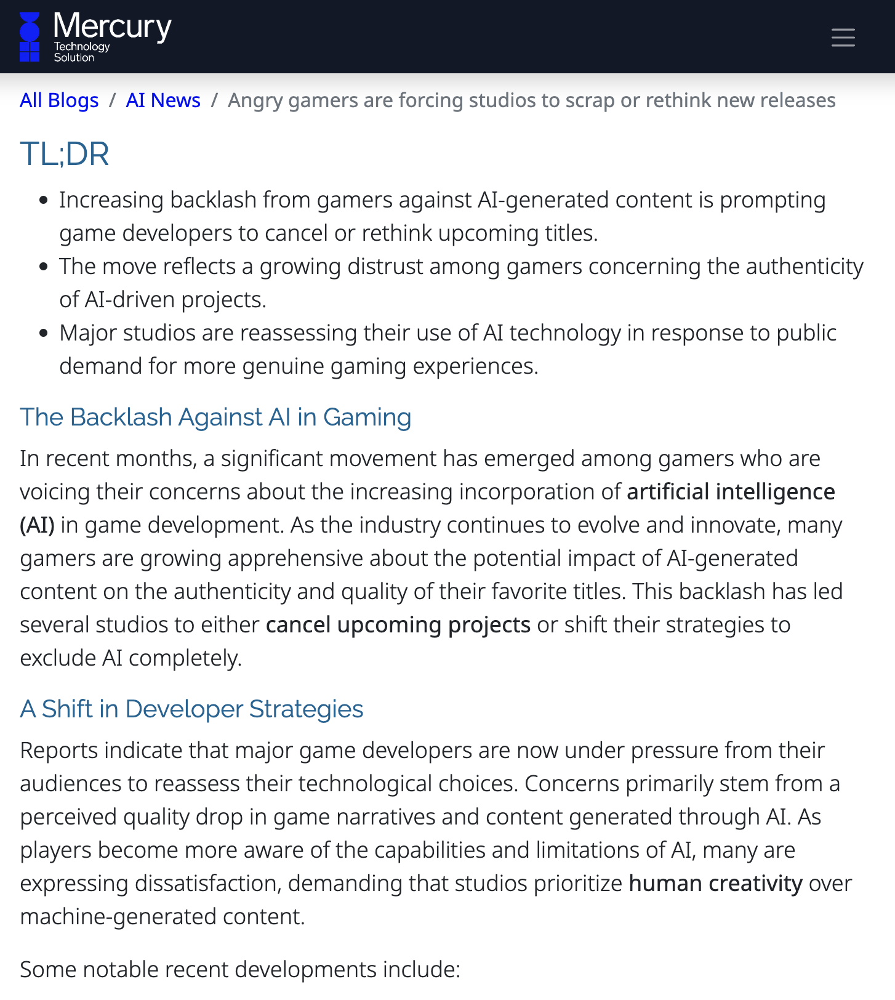 Mercury
Technology
Solution
All Blogs / AI News / Angry gamers are forcing studios to scrap or rethink new releases
TL;DR
• Increasing backlash from gamers against AI-generated content is prompting
game developers to cancel or rethink upcoming titles.
• The move reflects a growing distrust among gamers concerning the authenticity
of AI-driven projects.
• Major studios are reassessing their use of AI technology in response to public
demand for more genuine gaming experiences.
The Backlash Against AI in Gaming
In recent months, a significant movement has emerged among gamers who are
voicing their concerns about the increasing incorporation of artificial intelligence
(AI) in game development. As the industry continues to evolve and innovate, many
gamers are growing apprehensive about the potential impact of AI-generated
content on the authenticity and quality of their favorite titles. This backlash has led
several studios to either cancel upcoming projects or shift their strategies to
exclude AI completely.
A Shift in Developer Strategies
Reports indicate that major game developers are now under pressure from their
audiences to reassess their technological choices. Concerns primarily stem from a
perceived quality drop in game narratives and content generated through AI. As
players become more aware of the capabilities and limitations of AI, many are
expressing dissatisfaction, demanding that studios prioritize human creativity over
machine-generated content.
Some notable recent developments include: